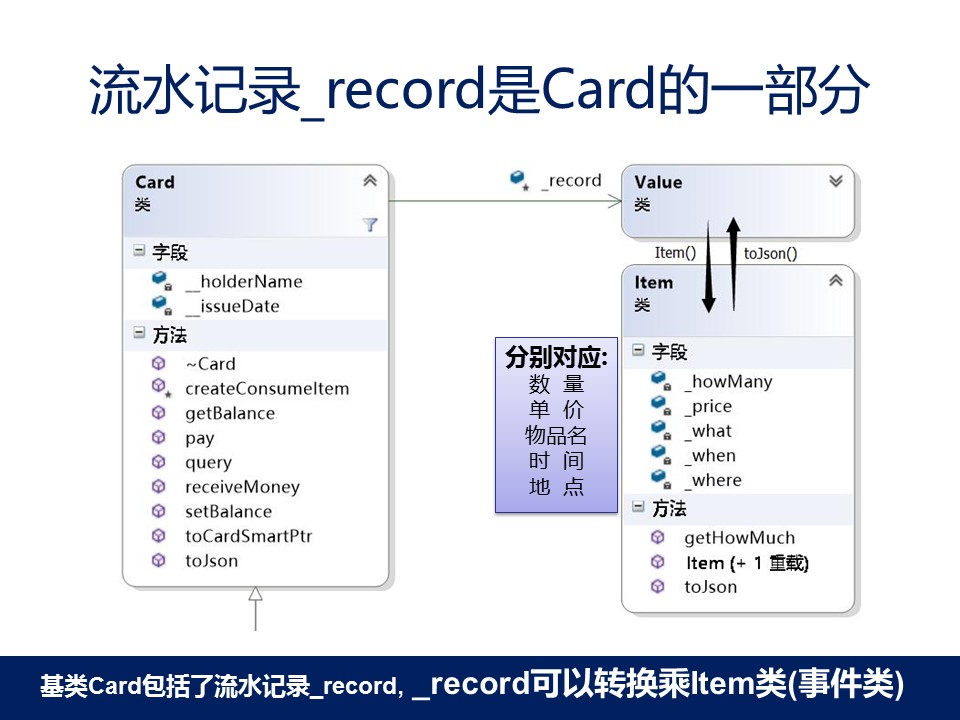 流水记录_record是Card的一部分
Card
类
字段
__holderName
__issueDate
方法
~Card
createConsumeItem
getBalance
pay
query
receiveMoney
setBalance
toCardSmartPtr
toJson
_record
Value
类
Item()
toJson()
Item
类
字段
_howMany
_price
_what
_when
_where
方法
getHowMuch
Item (+ 1 重载)
toJson
分别对应:
数 量
单 价
物品名
时 间
地 点
基类Card包括了流水记录_record, _record可以转换乘Item类(事件类)